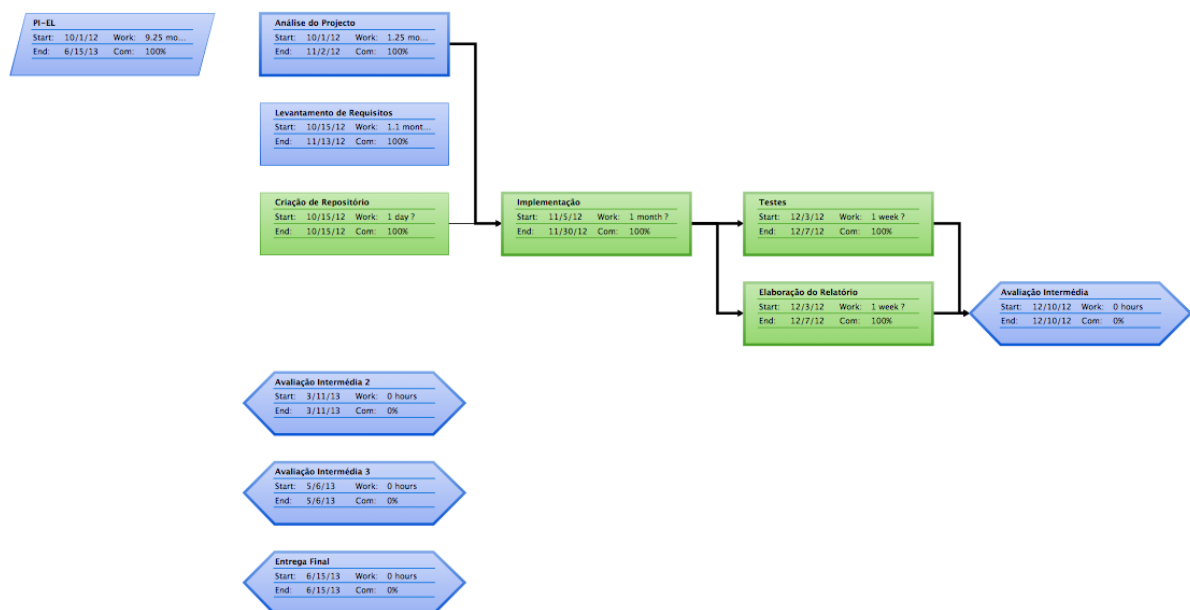 PI-EL
Start: 10/1/12 Work: 9.25 mo...
End: 6/15/13 Com: 100%
Análise do Projecto
Start: 10/1/12 Work: 1.25 mo...
End: 11/2/12 Com: 100%
Levantamento de Requisitos
Start: 10/15/12 Work: 1.1 mont...
End: 11/13/12 Com: 100%
Criação de Repositório
Start: 10/15/12 Work: 1 day ?
End: 10/15/12 Com: 100%
Implementação
Start: 11/5/12 Work: 1 month ?
End: 11/30/12 Com: 100%
Testes
Start: 12/3/12 Work: 1 week ?
End: 12/7/12 Com: 100%
Elaboração do Relatório
Start: 12/3/12 Work: 1 week ?
End: 12/7/12 Com: 100%
Avaliação Intermédia
Start: 12/10/12 Work: 0 hours
End: 12/10/12 Com: 0%
Avaliação Intermédia 2
Start: 3/11/13 Work: 0 hours
End: 3/11/13 Com: 0%
Avaliação Intermédia 3
Start: 5/6/13 Work: 0 hours
End: 5/6/13 Com: 0%
Entrega Final
Start: 6/15/13 Work: 0 hours
End: 6/15/13 Com: 0%